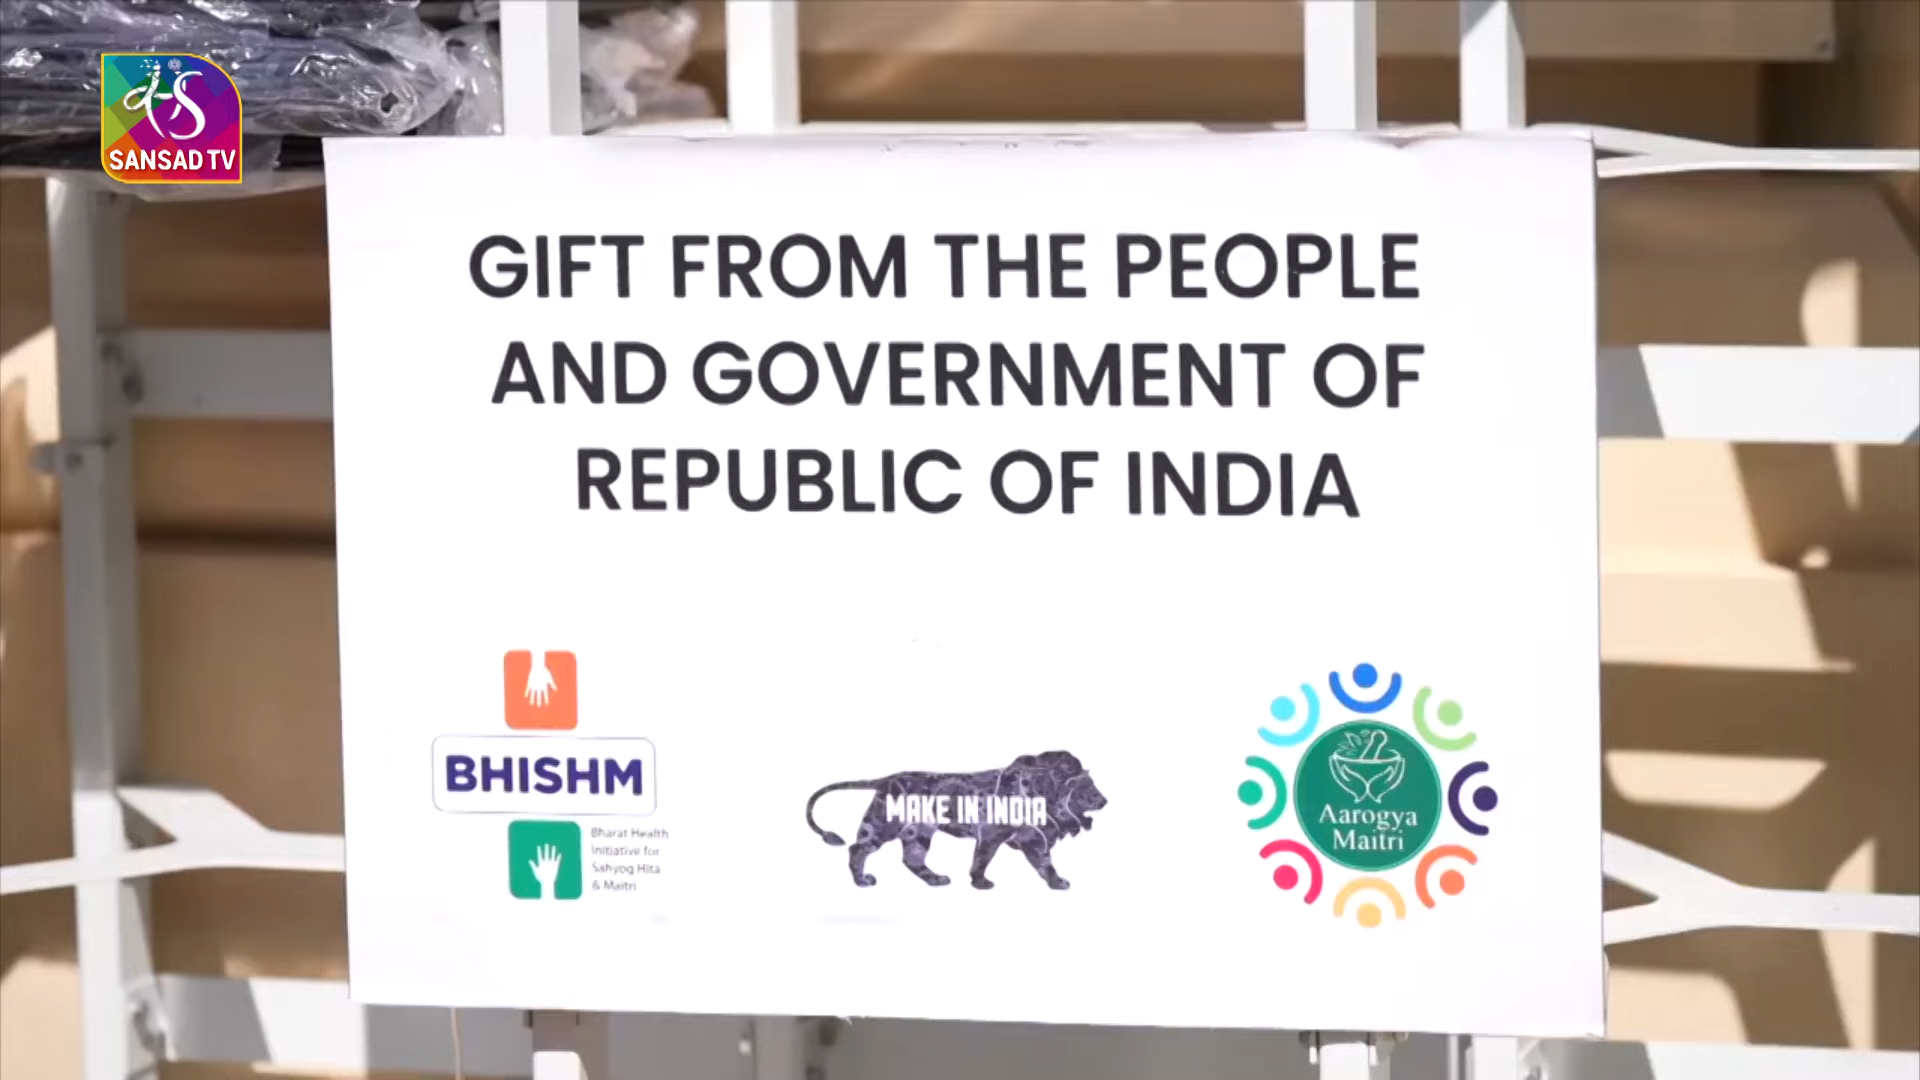 SANSAD TV
GIFT FROM THE PEOPLE
AND GOVERNMENT OF
REPUBLIC OF INDIA
BHISHM
Bharat Health
Initiative for
Sahyog Hita
& Maitri
MAKE IN INDIA
Aarogya
Maitri